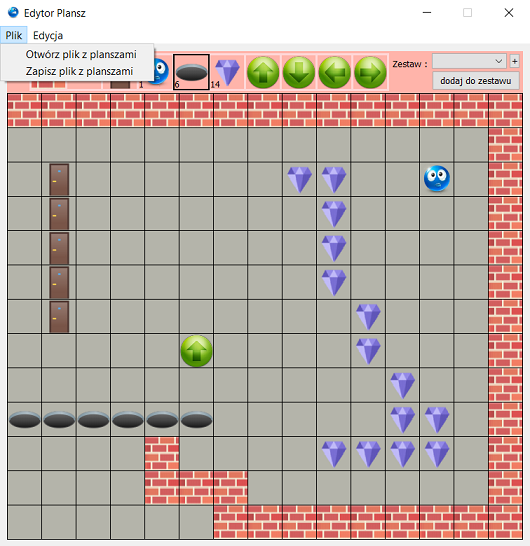 Edytor Plansz
Plik Edycja
Otwórz plik z planszami
Zapisz plik z planszami
1 6 14
Zestaw : +
dodaj do zestawu